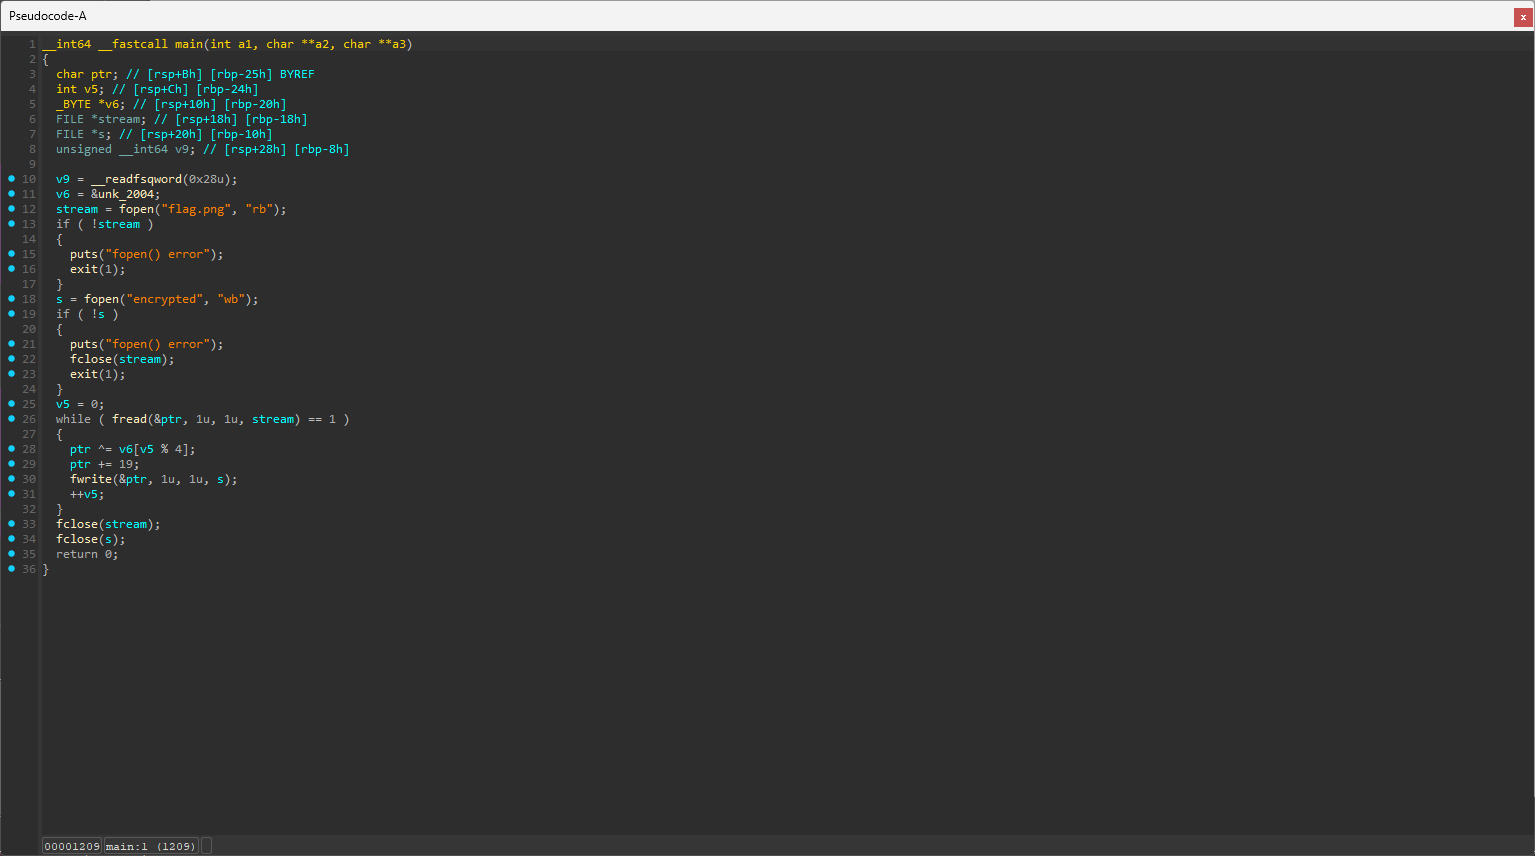 Pseudocode-A
x
1 __int64 __fastcall main(int a1, char **a2, char **a3)
2 {
3   char ptr; // [rsp+Bh] [rbp-25h] BYREF
4   int v5; // [rsp+Ch] [rbp-24h]
5   _BYTE *v6; // [rsp+10h] [rbp-20h]
6   FILE *stream; // [rsp+18h] [rbp-18h]
7   FILE *s; // [rsp+20h] [rbp-10h]
8   unsigned __int64 v9; // [rsp+28h] [rbp-8h]
9
10   v9 = __readfsqword(0x28u);
11   v6 = &unk_2004;
12   stream = fopen("flag.png", "rb");
13   if ( !stream )
14   {
15     puts("fopen() error");
16     exit(1);
17   }
18   s = fopen("encrypted", "wb");
19   if ( !s )
20   {
21     puts("fopen() error");
22     fclose(stream);
23     exit(1);
24   }
25   v5 = 0;
26   while ( fread(&ptr, 1u, 1u, stream) == 1 )
27   {
28     ptr ^= v6[v5 % 4];
29     ptr += 19;
30     fwrite(&ptr, 1u, 1u, s);
31     ++v5;
32   }
33   fclose(stream);
34   fclose(s);
35   return 0;
36 }
00001209 main:1 (1209)